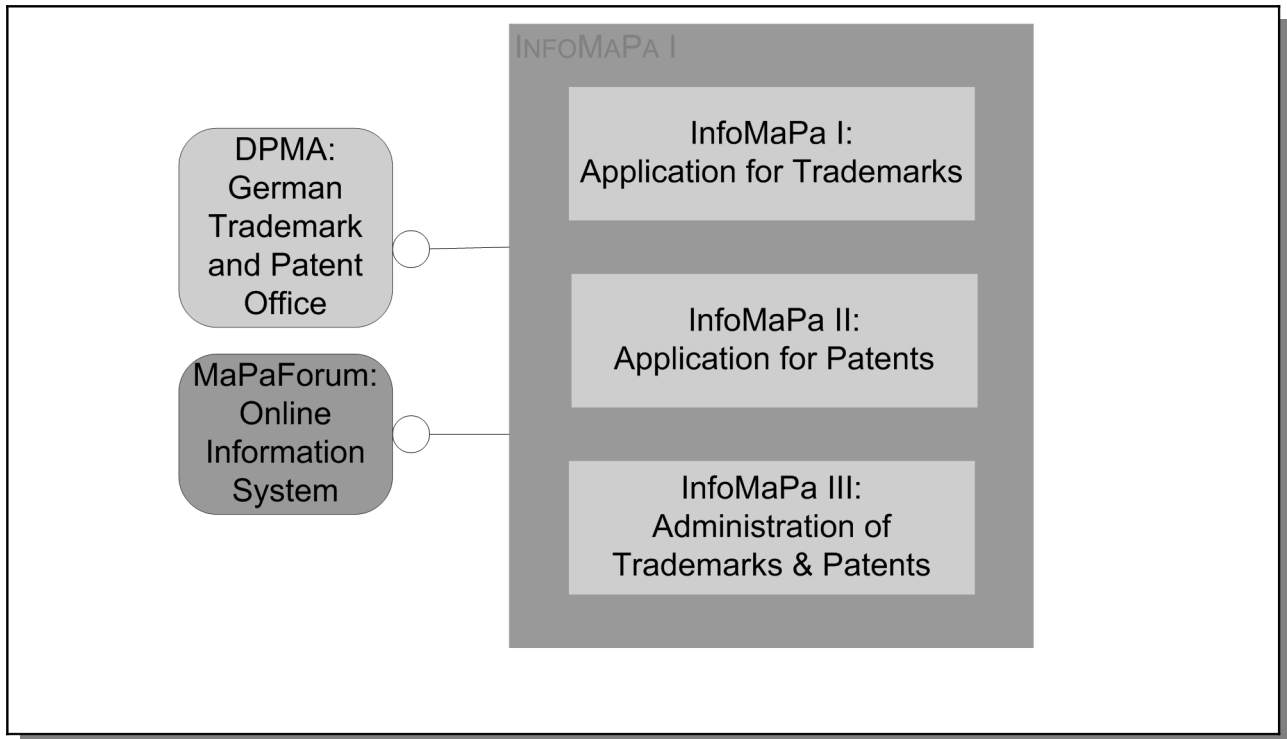 INFOMAPA I
DPMA:
German
Trademark
and Patent
Office
MaPaForum:
Online
Information
System
InfoMaPa I:
Application for Trademarks
InfoMaPa II:
Application for Patents
InfoMaPa III:
Administration of
Trademarks & Patents